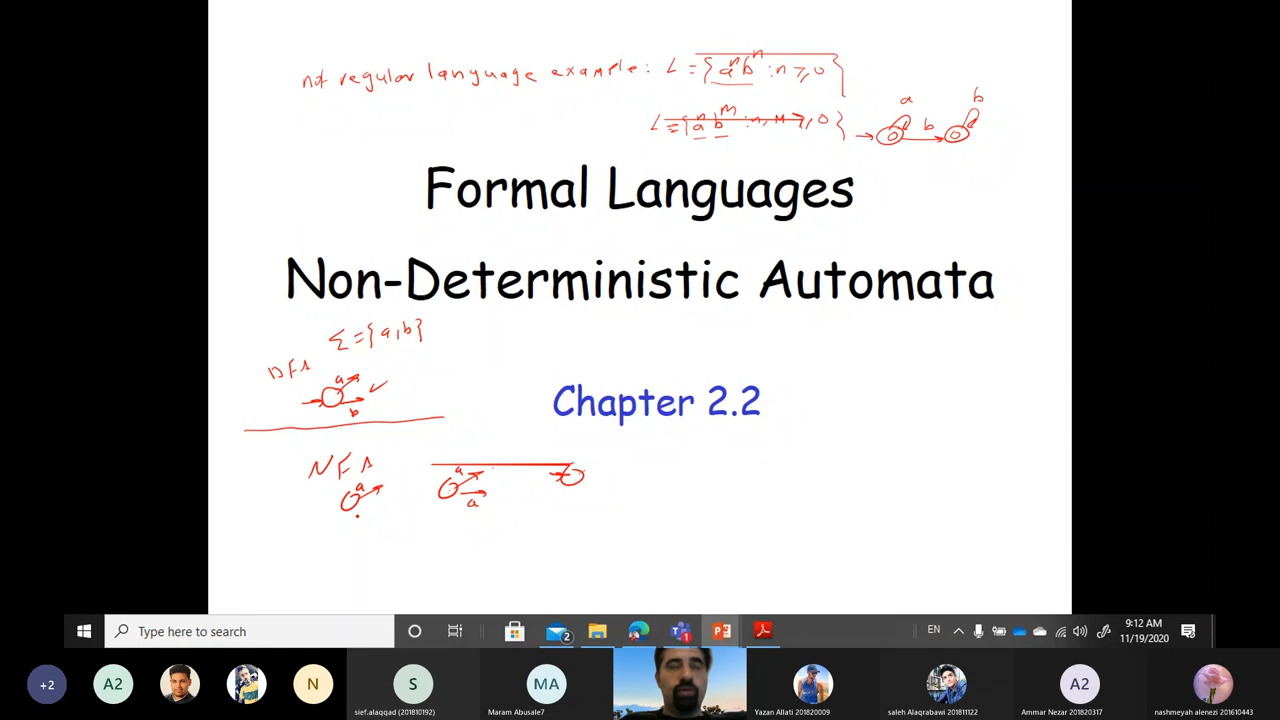 not regular language example: L = {aⁿbⁿ : n ≥ 0}
L = {aⁿbᵐ : n, m ≥ 0}
a b
b
Formal Languages
Non-Deterministic Automata
Σ = {a,b}
DFA
a
b
Chapter 2.2
NFA
a a
a
Type here to search
2
1
EN
9:12 AM
11/19/2020
+2 A2 N S MA A2
sief.alaqqad (201810192) Maram Abusale7 Yazan Allati 201820009 saleh Alaqrabawi 201811122 Ammar Nezar 201820317 nashmeyah alenezi 201610443